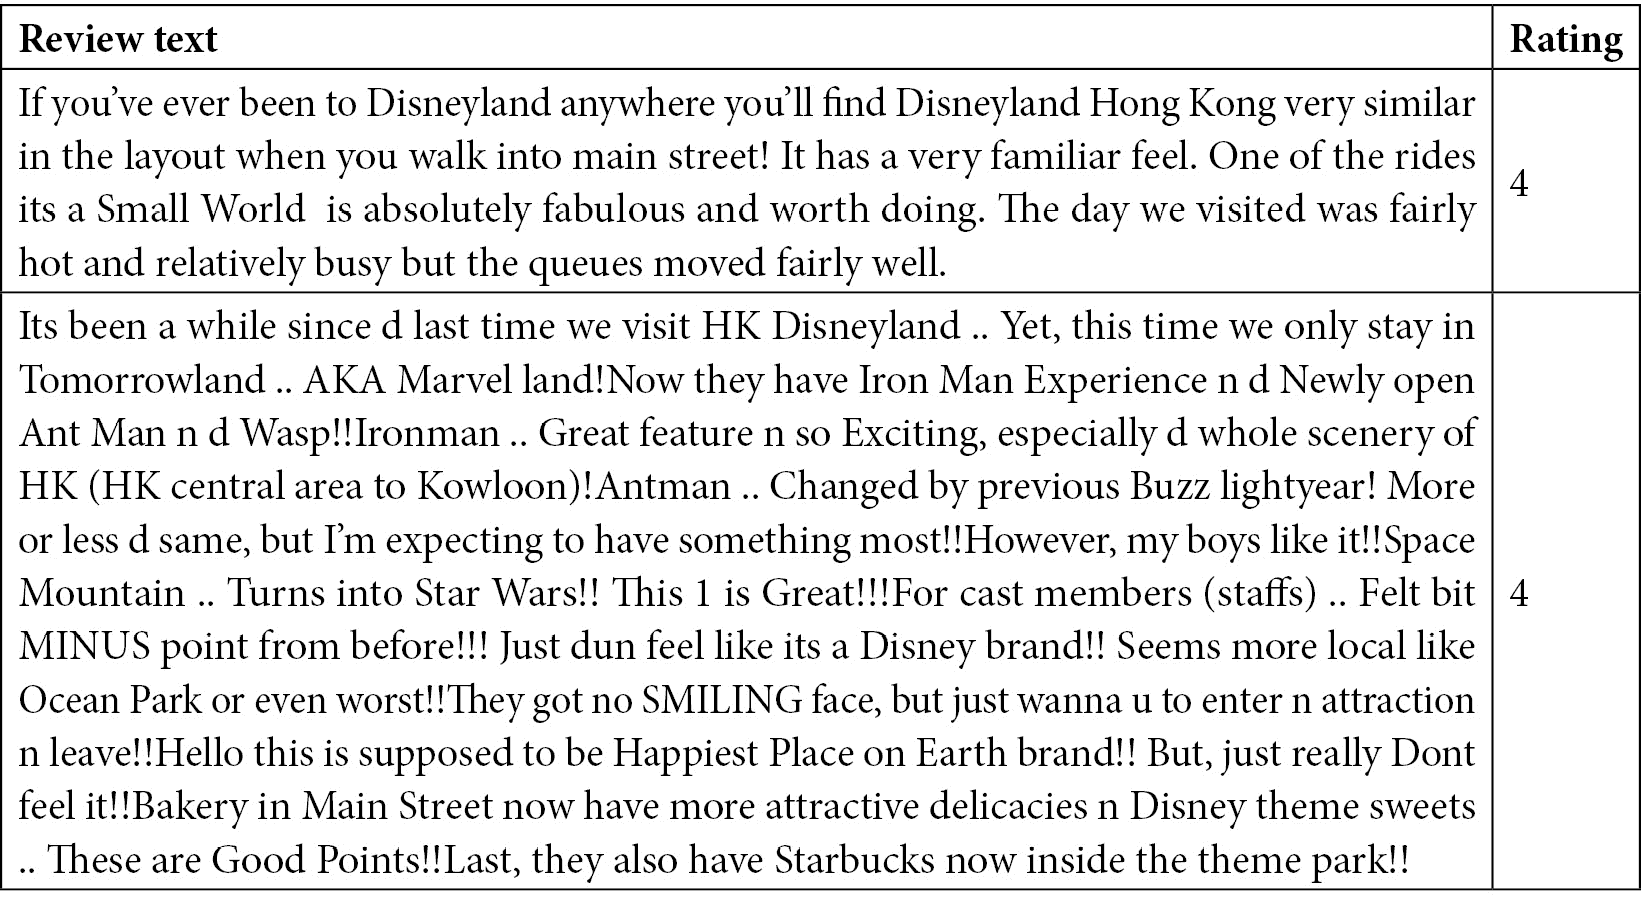 Review text Rating
If you’ve ever been to Disneyland anywhere you’ll find Disneyland Hong Kong very similar
in the layout when you walk into main street! It has a very familiar feel. One of the rides
its a Small World  is absolutely fabulous and worth doing. The day we visited was fairly
hot and relatively busy but the queues moved fairly well.
4
Its been a while since d last time we visit HK Disneyland .. Yet, this time we only stay in
Tomorrowland .. AKA Marvel land!Now they have Iron Man Experience n d Newly open
Ant Man n d Wasp!!Ironman .. Great feature n so Exciting, especially d whole scenery of
HK (HK central area to Kowloon)!Antman .. Changed by previous Buzz lightyear! More
or less d same, but I’m expecting to have something most!!However, my boys like it!!Space
Mountain .. Turns into Star Wars!! This 1 is Great!!!For cast members (staffs) .. Felt bit
MINUS point from before!!! Just dun feel like its a Disney brand!! Seems more local like
Ocean Park or even worst!!They got no SMILING face, but just wanna u to enter n attraction
n leave!!Hello this is supposed to be Happiest Place on Earth brand!! But, just really Dont
feel it!!Bakery in Main Street now have more attractive delicacies n Disney theme sweets
.. These are Good Points!!Last, they also have Starbucks now inside the theme park!!
4